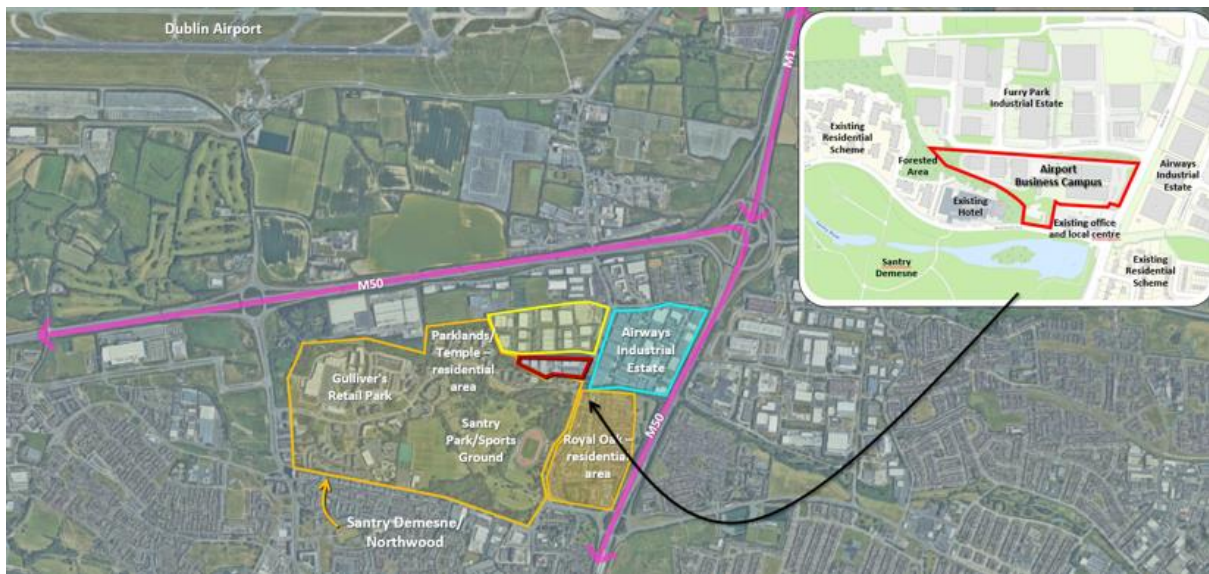 Dublin Airport
M1
M50
Parklands/
Temple –
residential
area
Airways
Industrial
Estate
Gulliver's
Retail Park
Santry
Park/Sports
Ground
Royal Oak –
residential
area
M50
Santry Demesne/
Northwood
Furry Park
Industrial Estate
Existing
Residential
Scheme
Forested
Area
Airport
Business Campus
Airways
Industrial
Estate
Existing
Hotel
Existing office
and local centre
Santry
Demesne
Existing
Residential
Scheme